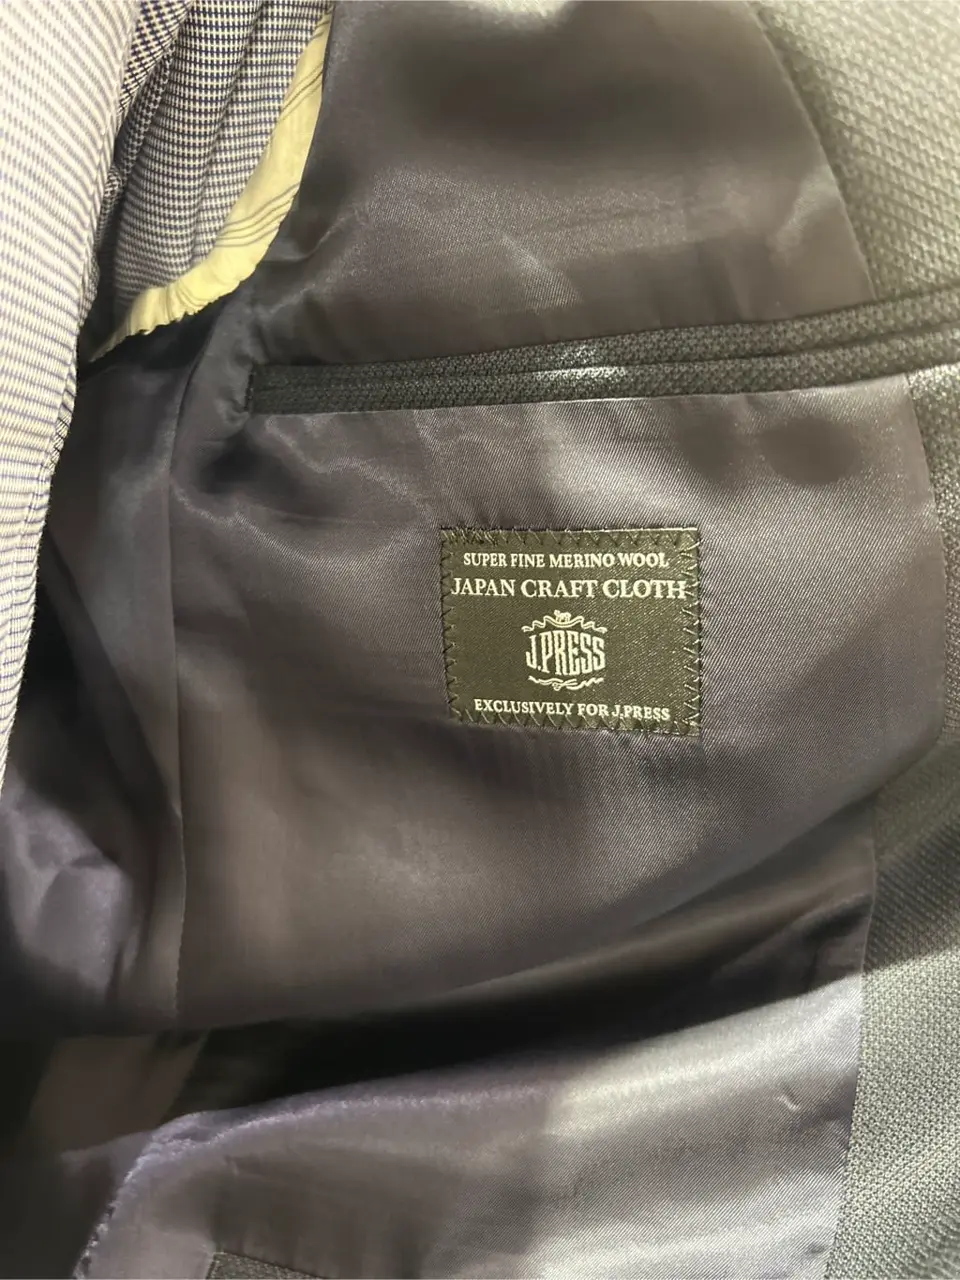 SUPER FINE MERINO WOOL
JAPAN CRAFT CLOTH
J.PRESS
EXCLUSIVELY FOR J.PRESS